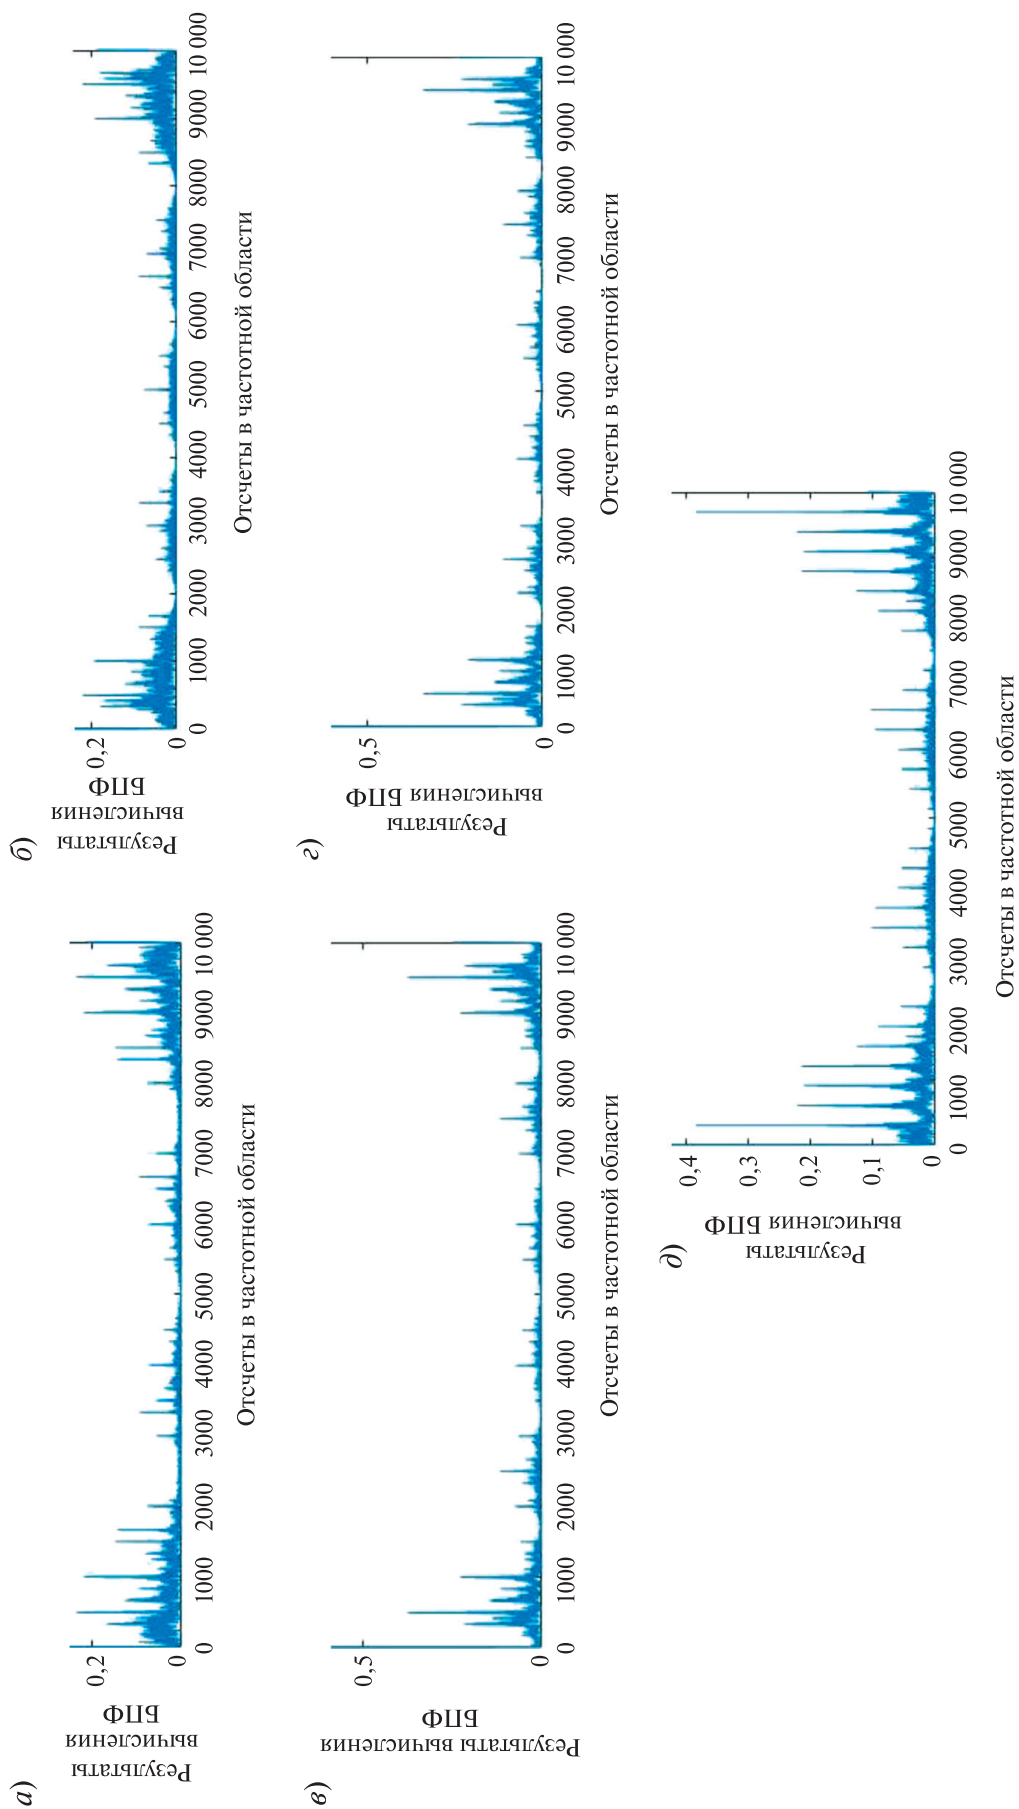 а)
Результаты
вычисления
БПФ
0,2
0
0 1000 2000 3000 4000 5000 6000 7000 8000 9000 10 000
Отсчеты в частотной области
б)
Результаты
вычисления
БПФ
0,2
0
0 1000 2000 3000 4000 5000 6000 7000 8000 9000 10 000
Отсчеты в частотной области
в)
Результаты вычисления
БПФ
0,5
0
0 1000 2000 3000 4000 5000 6000 7000 8000 9000 10 000
Отсчеты в частотной области
г)
Результаты
вычисления БПФ
0,5
0
0 1000 2000 3000 4000 5000 6000 7000 8000 9000 10 000
Отсчеты в частотной области
д)
Результаты
вычисления БПФ
0,4
0,3
0,2
0,1
0
0 1000 2000 3000 4000 5000 6000 7000 8000 9000 10 000
Отсчеты в частотной области